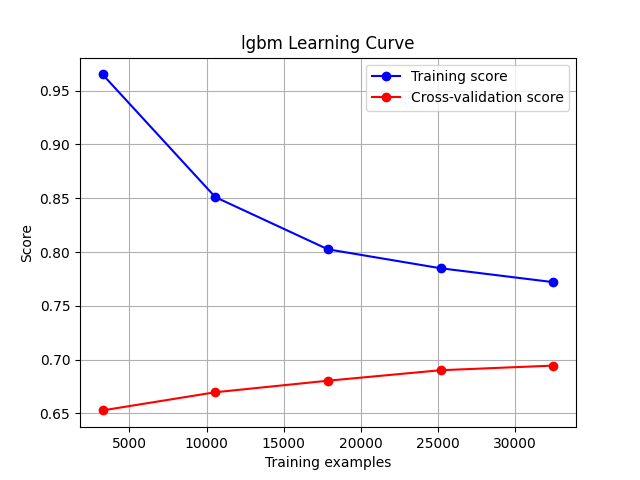 lgbm Learning Curve
Training score
Cross-validation score
0.95
0.90
0.85
0.80
0.75
0.70
0.65
Score
5000 10000 15000 20000 25000 30000
Training examples